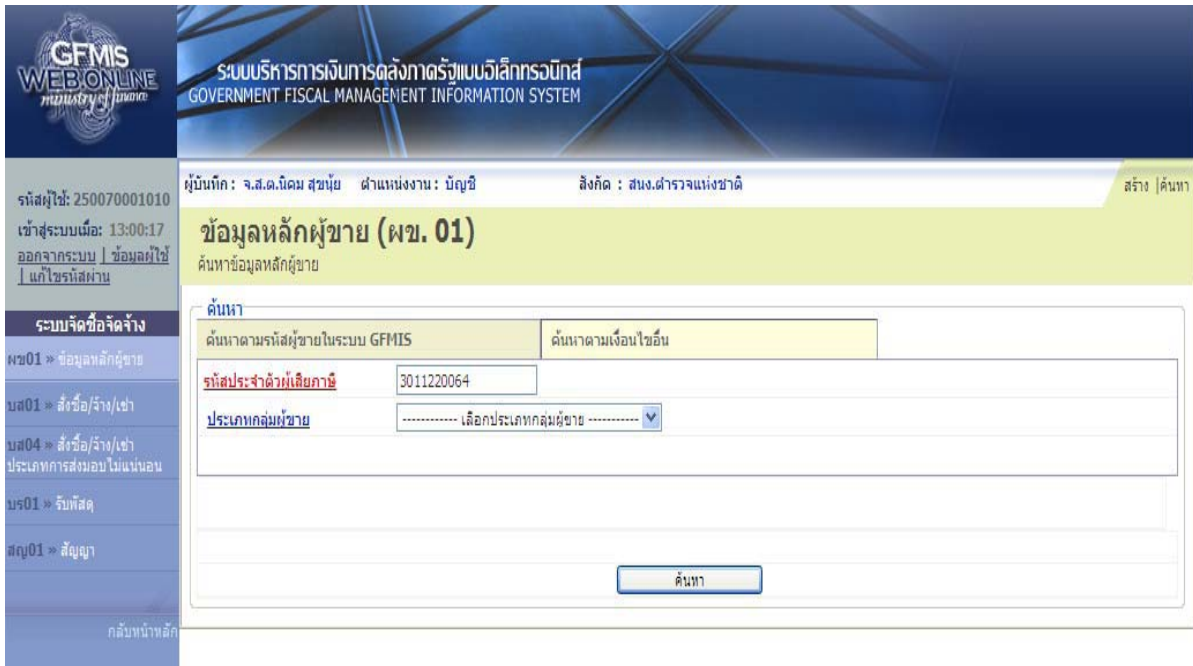 GFMIS
WEB ONLINE
ministry of finance
ระบบบริหารการเงินการคลังภาครัฐแบบอิเล็กทรอนิกส์
GOVERNMENT FISCAL MANAGEMENT INFORMATION SYSTEM
รหัสผู้ใช้: 250070001010
เข้าสู่ระบบเมื่อ: 13:00:17
ออกจากระบบ | ข้อมูลผู้ใช้
| แก้ไขรหัสผ่าน
ระบบจัดซื้อจัดจ้าง
ผข01 » ข้อมูลหลักผู้ขาย
บส01 » สั่งซื้อ/จ้าง/เช่า
บส04 » สั่งซื้อ/จ้าง/เช่า
ประเภทการส่งมอบไม่แน่นอน
บร01 » รับพัสดุ
สญ01 » สัญญา
กลับหน้าหลัก
ผู้บันทึก : จ.ส.ต.นิคม สุขนุ้ย ตำแหน่งงาน : บัญชี สังกัด : สนง.ตำรวจแห่งชาติ
สร้าง |ค้นหา
ข้อมูลหลักผู้ขาย (ผข. 01)
ค้นหาข้อมูลหลักผู้ขาย
ค้นหา
ค้นหาตามรหัสผู้ขายในระบบ GFMIS ค้นหาตามเงื่อนไขอื่น
รหัสประจำตัวผู้เสียภาษี 3011220064
ประเภทกลุ่มผู้ขาย ------------ เลือกประเภทกลุ่มผู้ขาย -----------
ค้นหา